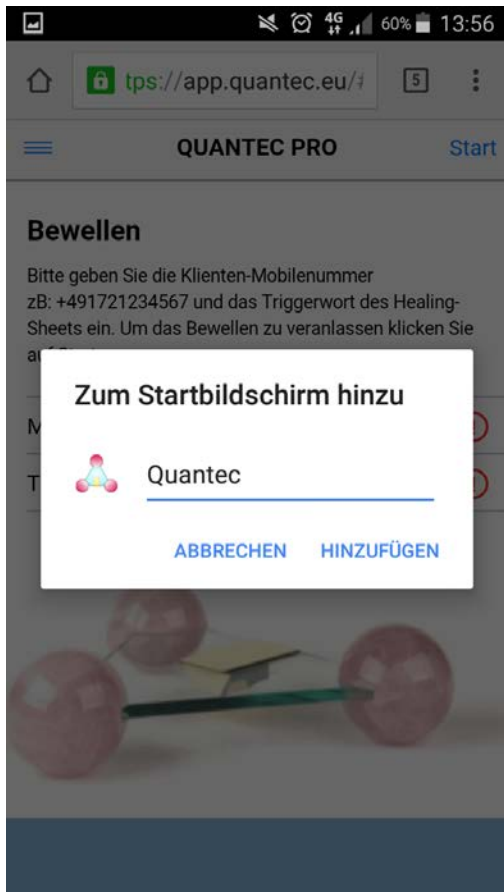 4G 60% 13:56
tps://app.quantec.eu/ 5
QUANTEC PRO Start
Bewellen
Bitte geben Sie die Klienten-Mobilenummer
zB: +491721234567 und das Triggerwort des Healing-
Sheets ein. Um das Bewellen zu veranlassen klicken Sie
Zum Startbildschirm hinzu
M
T
Quantec
ABBRECHEN HINZUFÜGEN